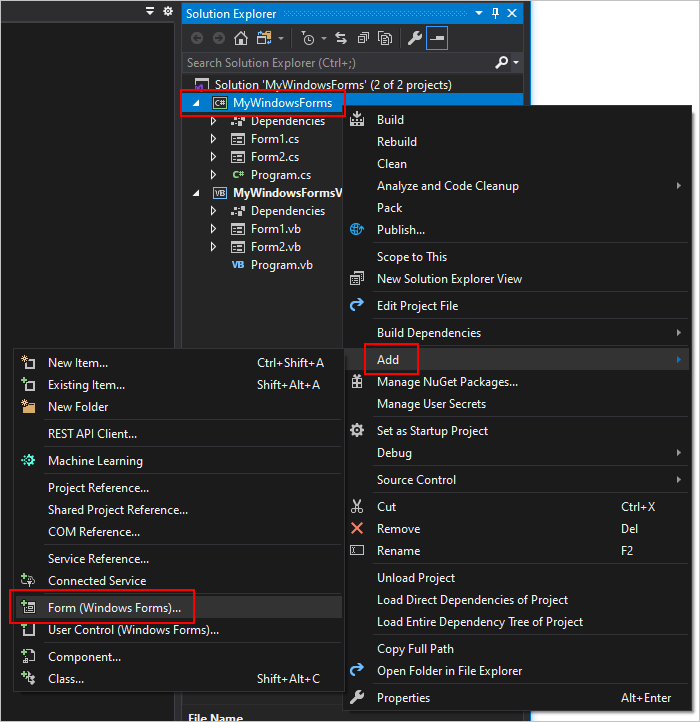 Solution Explorer
Search Solution Explorer (Ctrl+;)
Solution 'MyWindowsForms' (2 of 2 projects)
C# MyWindowsForms
Dependencies
Form1.cs
Form2.cs
C# Program.cs
VB MyWindowsFormsV
Dependencies
Form1.vb
Form2.vb
VB Program.vb
Build
Rebuild
Clean
Analyze and Code Cleanup
Pack
Publish...
Scope to This
New Solution Explorer View
Edit Project File
Build Dependencies
Add
Manage NuGet Packages...
Manage User Secrets
Set as Startup Project
Debug
Source Control
Cut Ctrl+X
Remove Del
Rename F2
Unload Project
Load Direct Dependencies of Project
Load Entire Dependency Tree of Project
Copy Full Path
Open Folder in File Explorer
Properties Alt+Enter
New Item... Ctrl+Shift+A
Existing Item... Shift+Alt+A
New Folder
REST API Client...
Machine Learning
Project Reference...
Shared Project Reference...
COM Reference...
Service Reference...
Connected Service
Form (Windows Forms)...
User Control (Windows Forms)...
Component...
Class... Shift+Alt+C
File Name